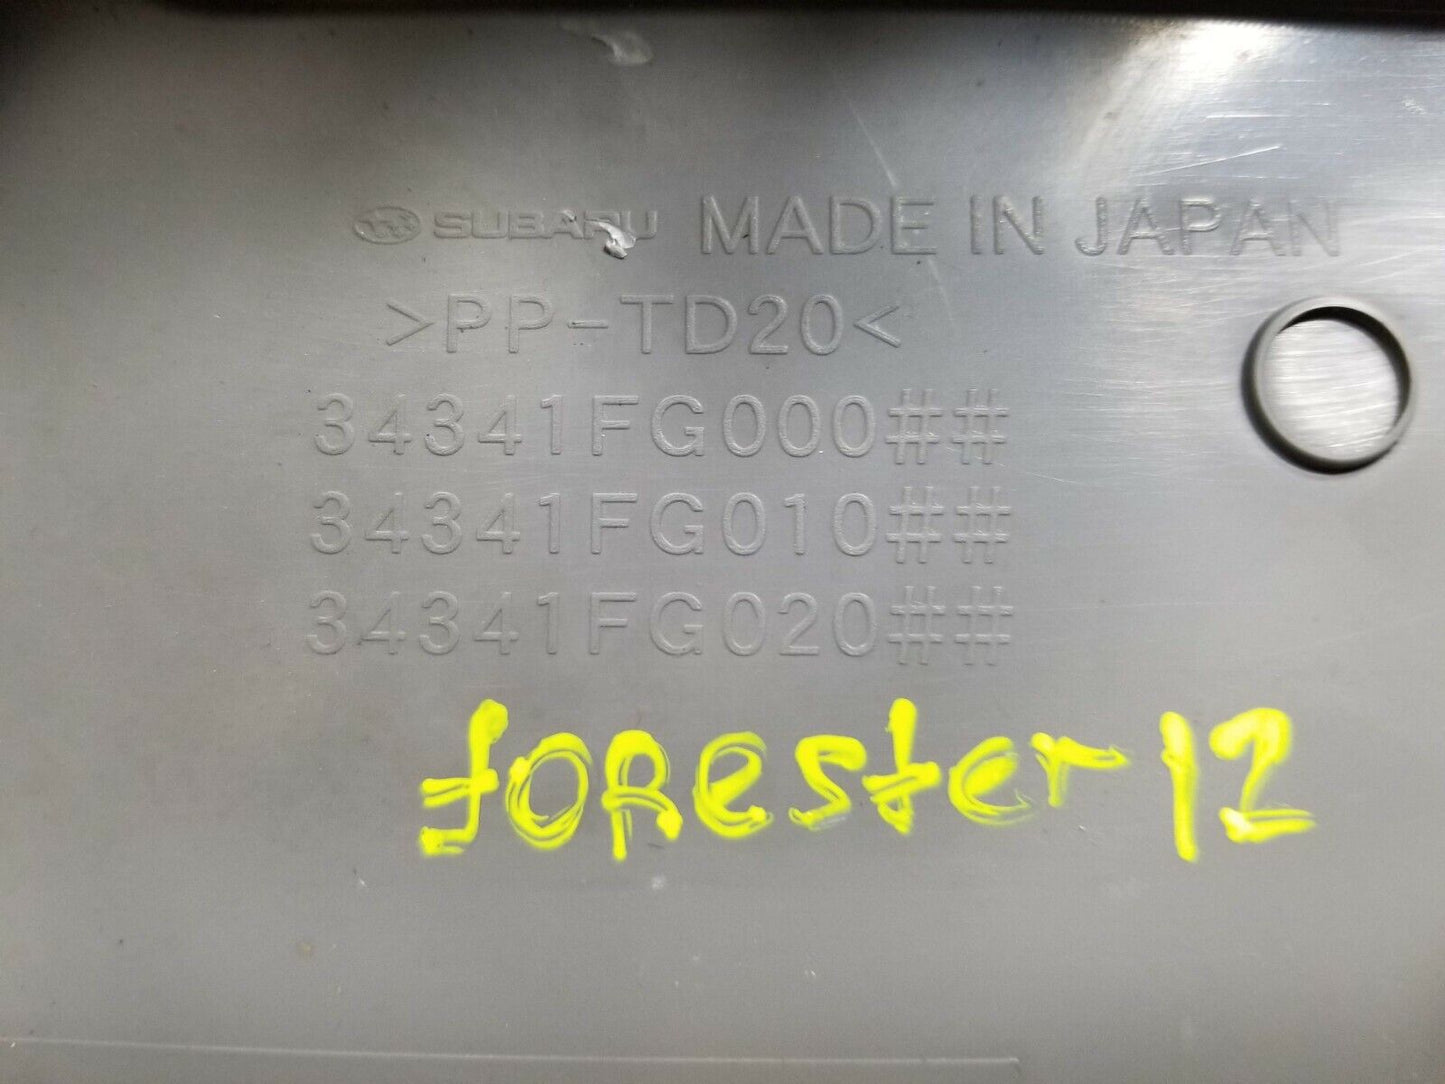 SUBARU MADE IN JAPAN
>PP-TD20<
34341FG000##
34341FG010##
34341FG020##
foRester 12